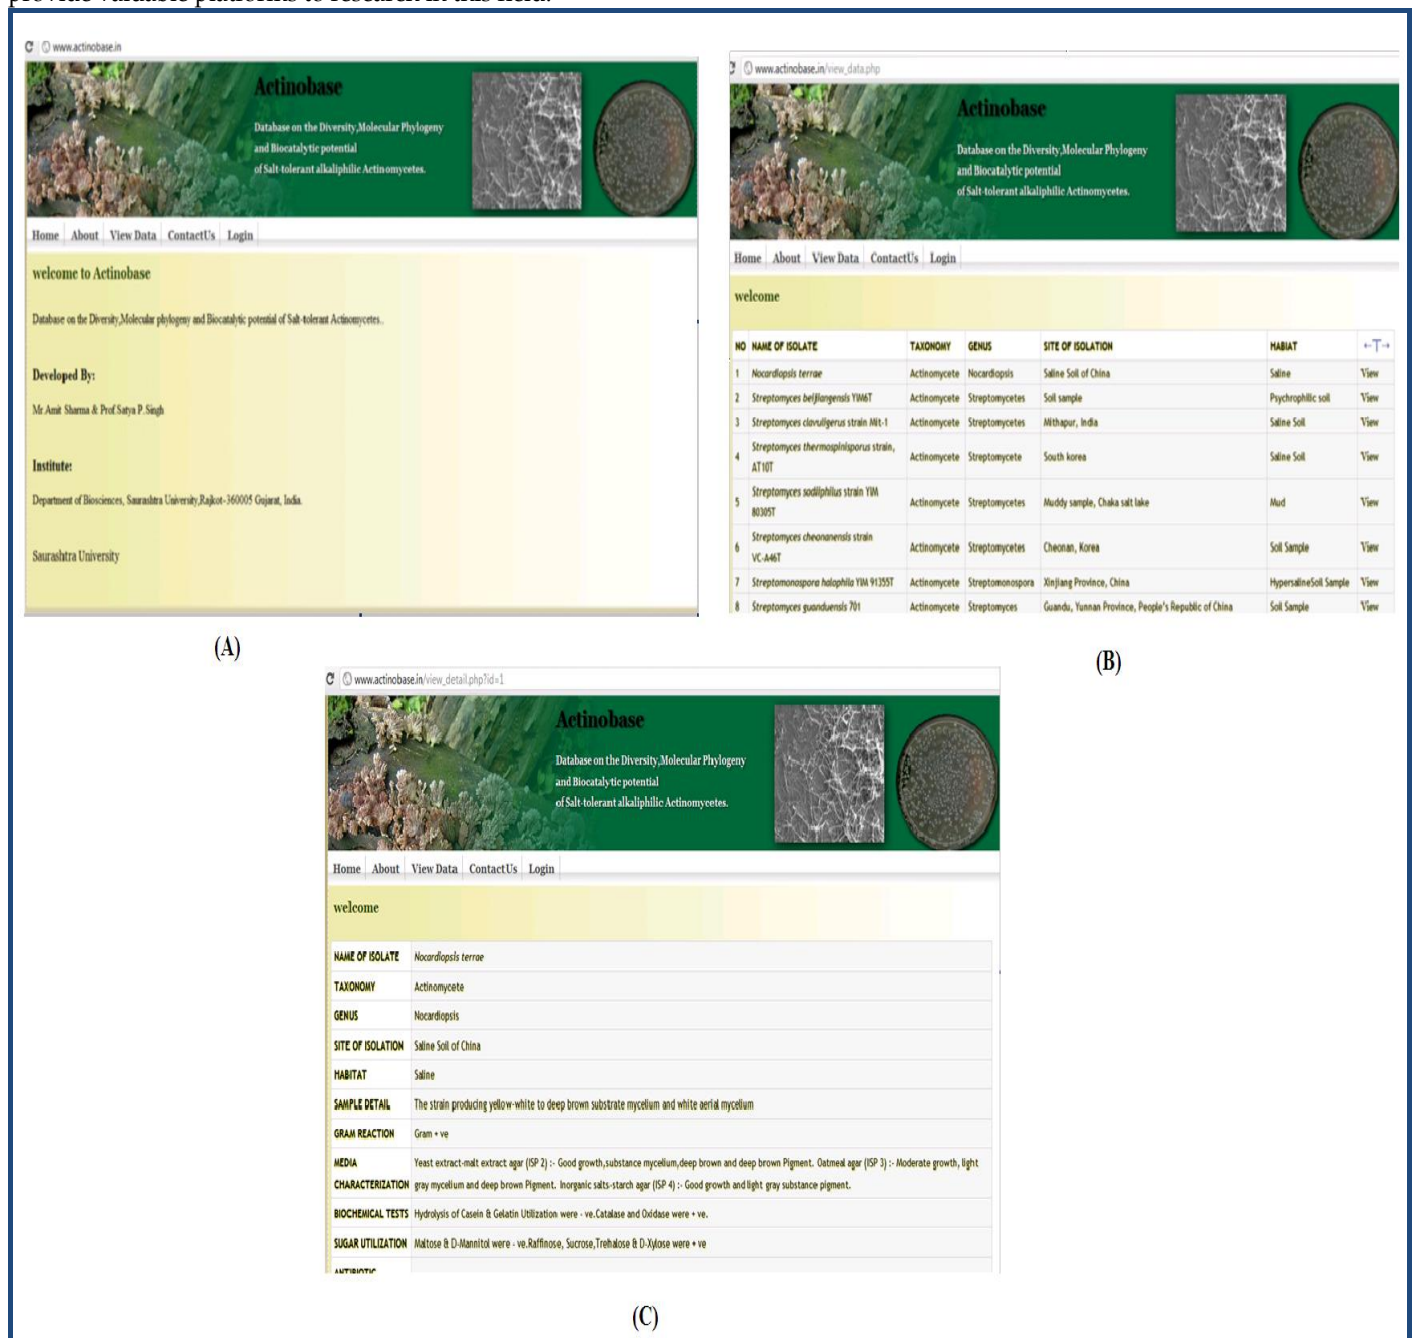 provide valuable platforms to research in this field.
www.actinobase.in
Actinobase
Database on the Diversity,Molecular Phylogeny
and Biocatalytic potential
of Salt-tolerant alkaliphilic Actinomycetes.
Home About View Data ContactUs Login
welcome to Actinobase
Database on the Diversity,Molecular phylogeny and Biocatalytic potential of Salt-tolerant Actinomycetes..
Developed By:
Mr.Amit Sharma & Prof Satya P. Singh
Institute:
Department of Biosciences, Saurashtra University,Rajkot-360005 Gujarat, India.
Saurashtra University
(A)
www.actinobase.in/view_data.php
Actinobase
Database on the Diversity,Molecular Phylogeny
and Biocatalytic potential
of Salt-tolerant alkaliphilic Actinomycetes.
Home About View Data ContactUs Login
welcome
NO NAME OF ISOLATE TAXONOMY GENUS SITE OF ISOLATION HABIAT ←T→
1 Nocardiopsis terrae Actinomycete Nocardiopsis Saline Soil of China Saline View
2 Streptomyces beijiangensis YIM6T Actinomycete Streptomycetes Soil sample Psychrophilic soil View
3 Streptomyces clavuligerus strain Mit-1 Actinomycete Streptomycetes Mithapur, India Saline Soil View
4 Streptomyces thermospinisporus strain, AT10T Actinomycete Streptomycete South korea Saline Soil View
5 Streptomyces sodiiphilus strain YIM 80305T Actinomycete Streptomycetes Muddy sample, Chaka salt lake Mud View
6 Streptomyces cheonanensis strain VC-A46T Actinomycete Streptomycetes Cheonan, Korea Soil Sample View
7 Streptomonospora halophila YIM 91355T Actinomycete Streptomonospora Xinjiang Province, China HypersalineSoil Sample View
8 Streptomyces guanduensis 701 Actinomycete Streptomyces Guandu, Yunnan Province, People's Republic of China Soil Sample View
(B)
www.actinobase.in/view_detail.php?id=1
Actinobase
Database on the Diversity,Molecular Phylogeny
and Biocatalytic potential
of Salt-tolerant alkaliphilic Actinomycetes.
Home About View Data ContactUs Login
welcome
NAME OF ISOLATE Nocardiopsis terrae
TAXONOMY Actinomycete
GENUS Nocardiopsis
SITE OF ISOLATION Saline Soil of China
HABITAT Saline
SAMPLE DETAIL The strain producing yellow-white to deep brown substrate mycelium and white aerial mycelium
GRAM REACTION Gram + ve
MEDIA Yeast extract-malt extract agar (ISP 2) :- Good growth,substance mycelium,deep brown and deep brown Pigment. Oatmeal agar (ISP 3) :- Moderate growth, light
CHARACTERIZATION gray mycelium and deep brown Pigment. Inorganic salts-starch agar (ISP 4) :- Good growth and light gray substance pigment.
BIOCHEMICAL TESTS Hydrolysis of Casein & Gelatin Utilization were - ve.Catalase and Oxidase were + ve.
SUGAR UTILIZATION Maltose & D-Mannitol were - ve.Raffinose, Sucrose,Trehalose & D-Xylose were + ve
ANTIBIOTIC
(C)